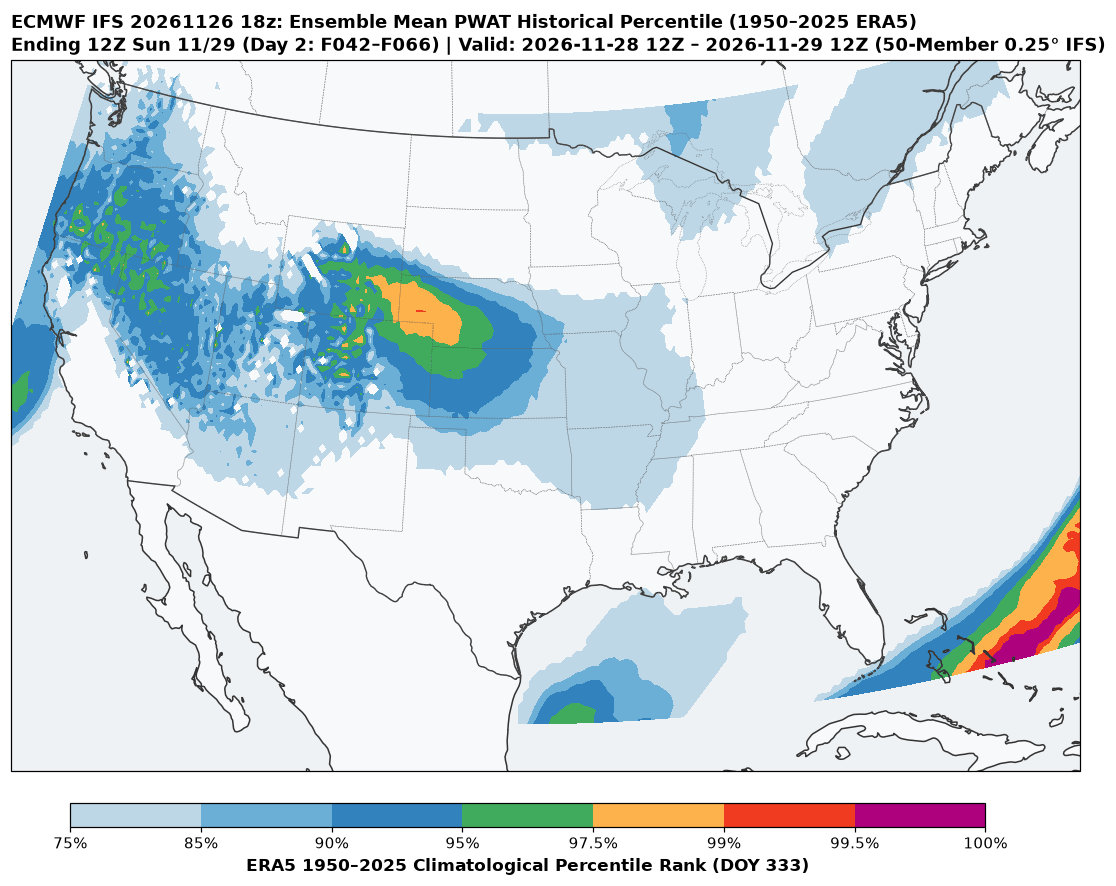 ECMWF IFS 20261126 18z: Ensemble Mean PWAT Historical Percentile (1950–2025 ERA5)
Ending 12Z Sun 11/29 (Day 2: F042–F066) | Valid: 2026-11-28 12Z – 2026-11-29 12Z (50-Member 0.25° IFS)
75% 85% 90% 95% 97.5% 99% 99.5% 100%
ERA5 1950–2025 Climatological Percentile Rank (DOY 333)